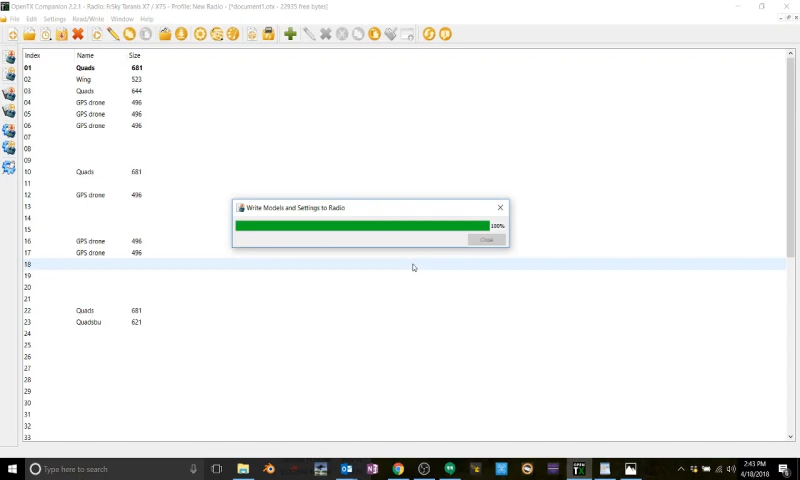 OpenTX Companion 2.2.1 - Radio: FrSky Taranis X7 / X7S - Profile: New Radio - [*document1.otx - 32935 free bytes]
File Edit Settings Read/Write Window Help
Index Name Size
01 Quads 681
02 Wing 523
03 Quads 644
04 GPS drone 496
05 GPS drone 496
06 GPS drone 496
07
08
09
10 Quads 681
11
12 GPS drone 496
13
14
15
16 GPS drone 496
17 GPS drone 496
18
19
20
21
22 Quads 681
23 Quadsbu 621
24
25
26
27
28
29
30
31
32
33
Write Models and Settings to Radio
100%
Close
Type here to search
OPEN TX
2:43 PM
4/18/2018